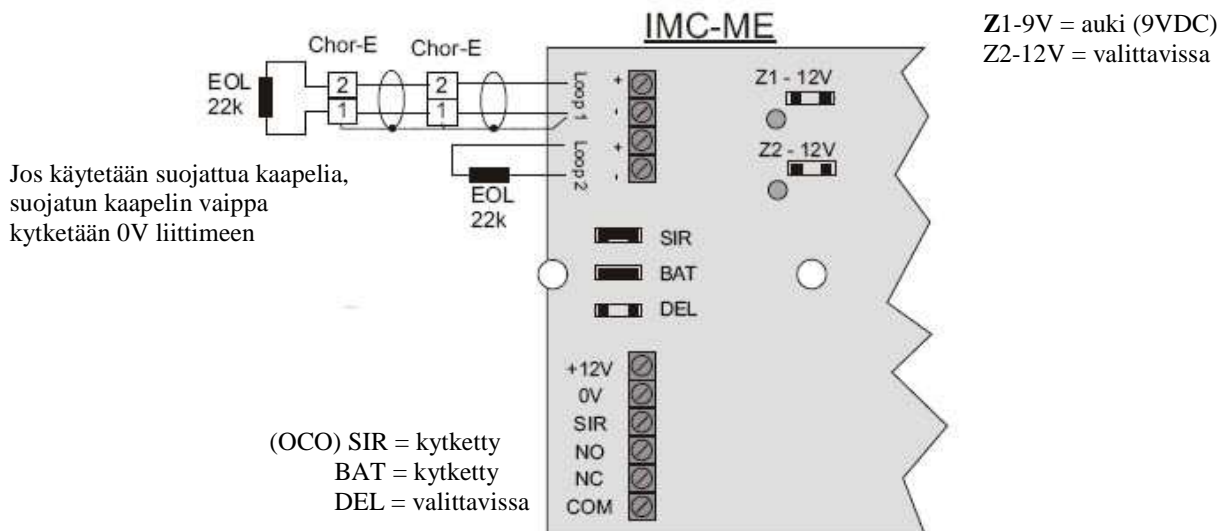 IMC-ME
Z1-9V = auki (9VDC)
Z2-12V = valittavissa
Chor-E
Chor-E
EOL
22k
2
1
2
1
Loop 1
+
-
Loop 2
+
-
Z1 - 12V
Z2 - 12V
EOL
22k
Jos käytetään suojattua kaapelia,
suojatun kaapelin vaippa
kytketään 0V liittimeen
SIR
BAT
DEL
+12V
0V
SIR
NO
NC
COM
(OCO) SIR = kytketty
BAT = kytketty
DEL = valittavissa